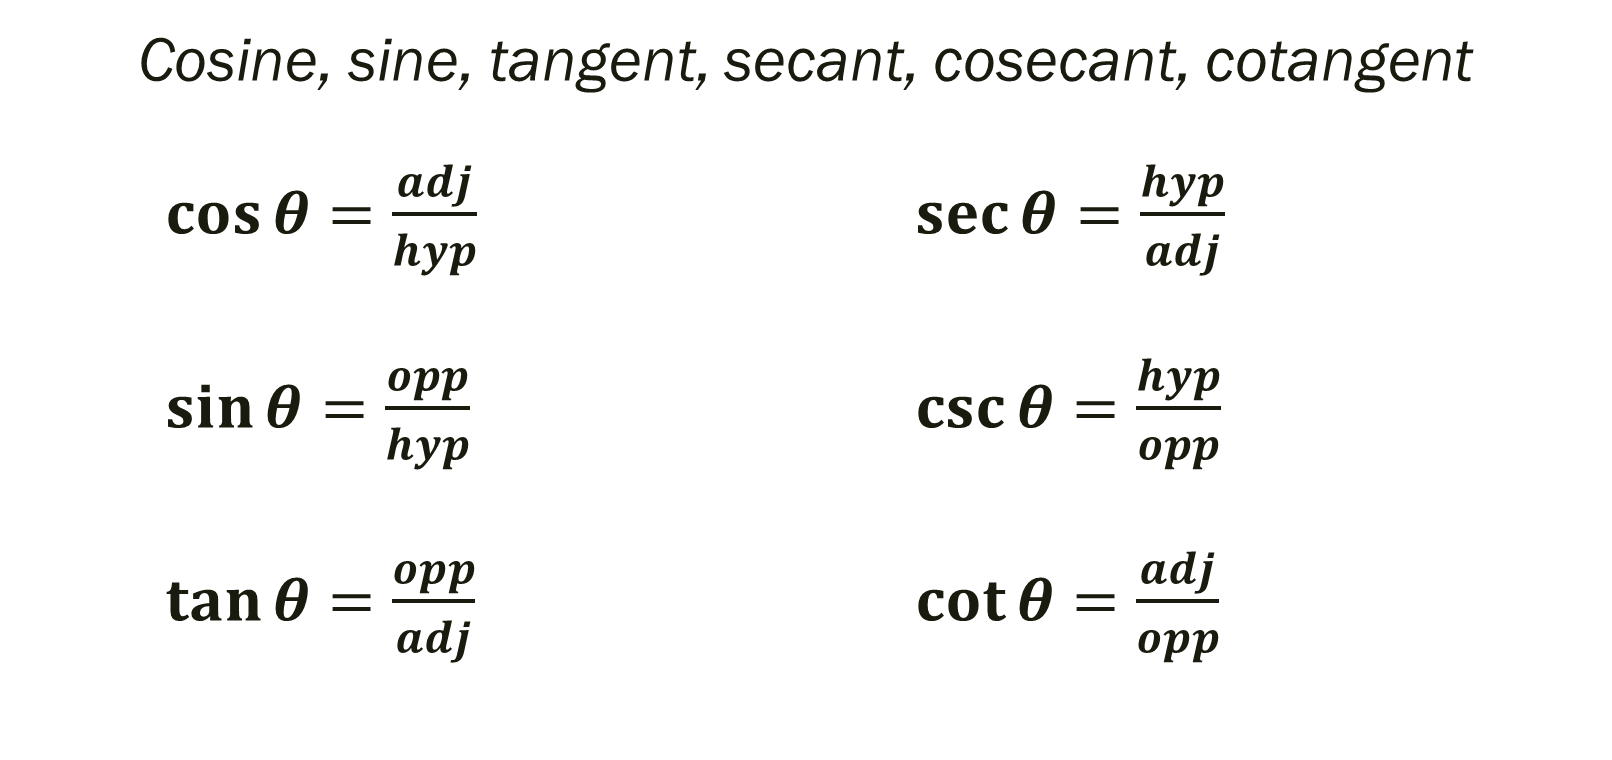 Cosine, sine, tangent, secant, cosecant, cotangent
cos θ = adj/hyp
sec θ = hyp/adj
sin θ = opp/hyp
csc θ = hyp/opp
tan θ = opp/adj
cot θ = adj/opp